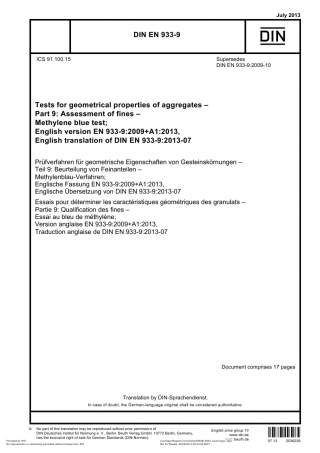 July 2013
DIN EN 933-9
DIN
ICS 91.100.15
Supersedes
DIN EN 933-9:2009-10
Tests for geometrical properties of aggregates –
Part 9: Assessment of fines –
Methylene blue test;
English version EN 933-9:2009+A1:2013,
English translation of DIN EN 933-9:2013-07
Prüfverfahren für geometrische Eigenschaften von Gesteinskörnungen –
Teil 9: Beurteilung von Feinanteilen –
Methylenblau-Verfahren;
Englische Fassung EN 933-9:2009+A1:2013,
Englische Übersetzung von DIN EN 933-9:2013-07
Essais pour déterminer les caractéristiques géométriques des granulats –
Partie 9: Qualification des fines –
Essai au bleu de méthylène;
Version anglaise EN 933-9:2009+A1:2013,
Traduction anglaise de DIN EN 933-9:2013-07
Document comprises 17 pages
Translation by DIN-Sprachendienst.
In case of doubt, the German-language original shall be considered authoritative.
© No part of this translation may be reproduced without prior permission of
DIN Deutsches Institut für Normung e. V., Berlin. Beuth Verlag GmbH, 10772 Berlin, Germany,
has the exclusive right of sale for German Standards (DIN-Normen).
English price group 10
www.din.de
www.beuth.de